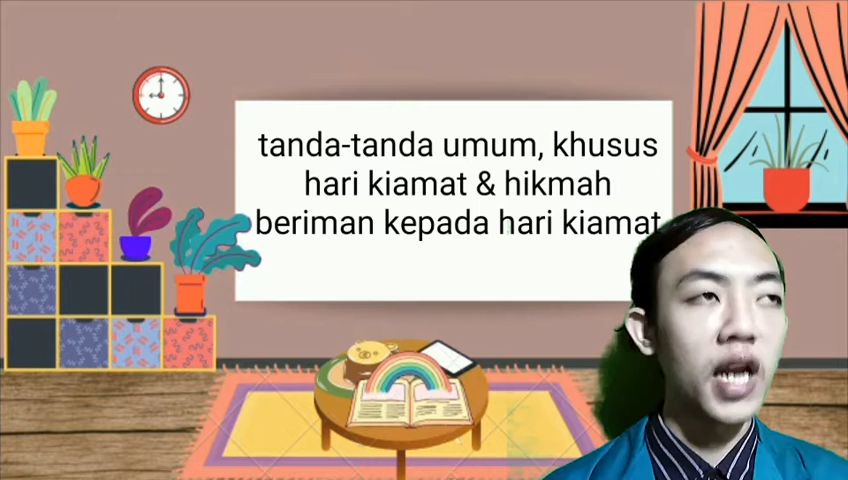 tanda-tanda umum, khusus
hari kiamat & hikmah
beriman kepada hari kiamat